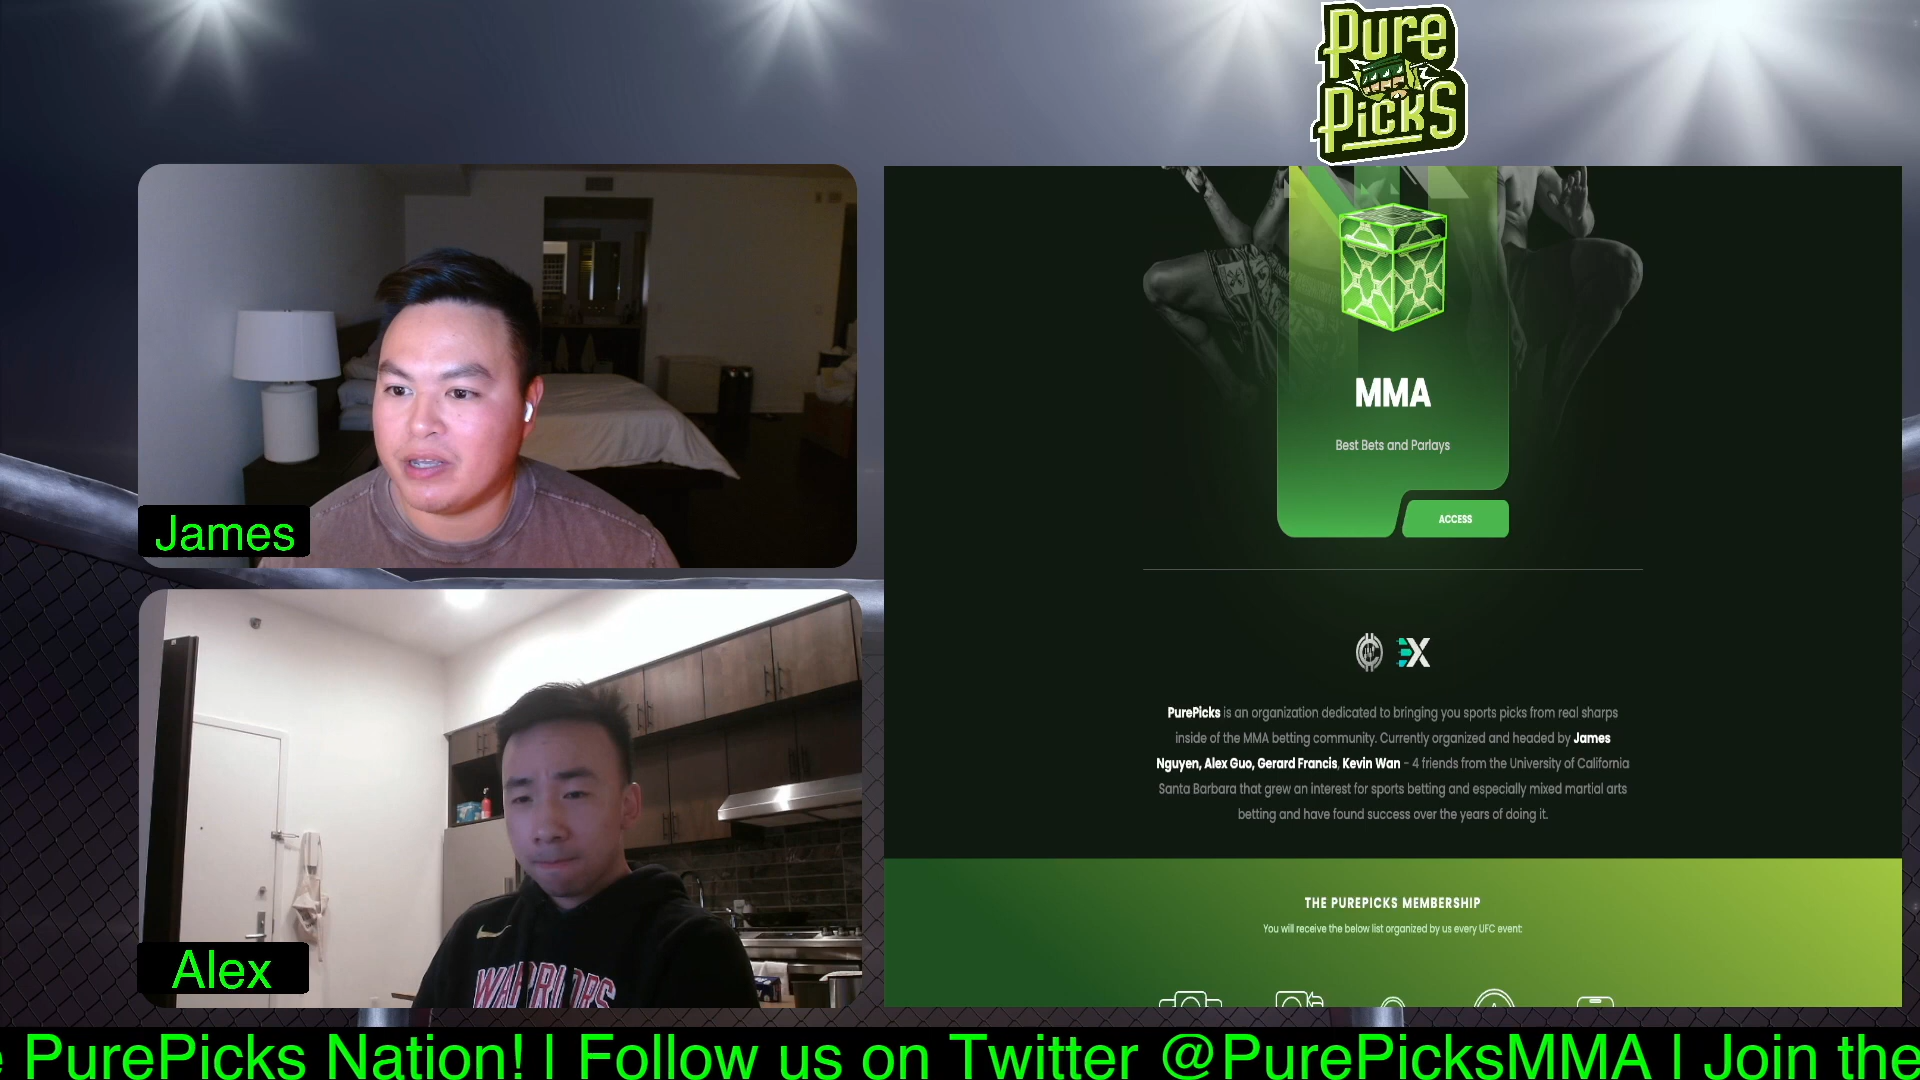 Pure
Picks
James
WARRIORS
Alex
MMA
Best Bets and Parlays
ACCESS
PurePicks is an organization dedicated to bringing you sports picks from real sharps
inside of the MMA betting community. Currently organized and headed by James
Nguyen, Alex Guo, Gerard Francis, Kevin Wan - 4 friends from the University of California
Santa Barbara that grew an interest for sports betting and especially mixed martial arts
betting and have found success over the years of doing it.
THE PUREPICKS MEMBERSHIP
You will receive the below list organized by us every UFC event:
PurePicks Nation! | Follow us on Twitter @PurePicksMMA | Join the